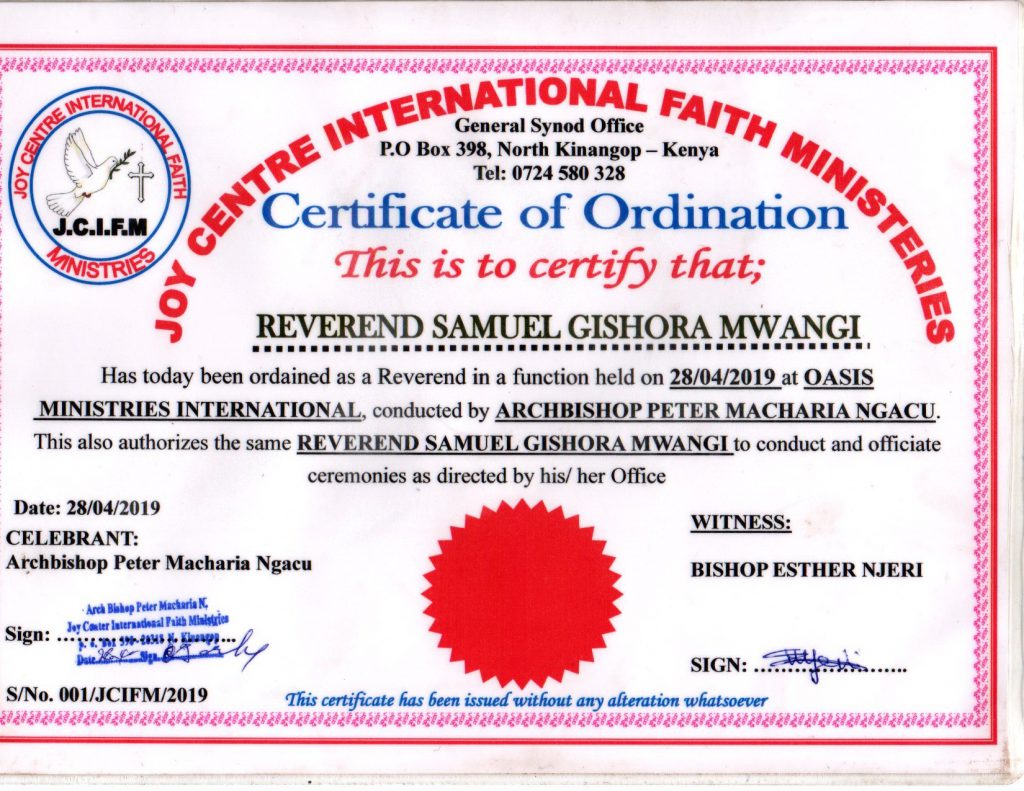 JOY CENTRE INTERNATIONAL FAITH MINISTERIES
JOY CENTRE INTERNATIONAL FAITH
J.C.I.F.M
MINISTRIES
General Synod Office
P.O Box 398, North Kinangop – Kenya
Tel: 0724 580 328
Certificate of Ordination
This is to certify that;
REVEREND SAMUEL GISHORA MWANGI
Has today been ordained as a Reverend in a function held on 28/04/2019 at OASIS
MINISTRIES INTERNATIONAL, conducted by ARCHBISHOP PETER MACHARIA NGACU.
This also authorizes the same REVEREND SAMUEL GISHORA MWANGI to conduct and officiate
ceremonies as directed by his/ her Office
Date: 28/04/2019
CELEBRANT:
Archbishop Peter Macharia Ngacu
Arch Bishop Peter Macharia N.
Joy Center International Faith Ministries
P. O. Box 398 - 20318 N. Kinangop
Date Sign
Sign: ..............................
S/No. 001/JCIFM/2019
WITNESS:
BISHOP ESTHER NJERI
SIGN: ..............................
This certificate has been issued without any alteration whatsoever